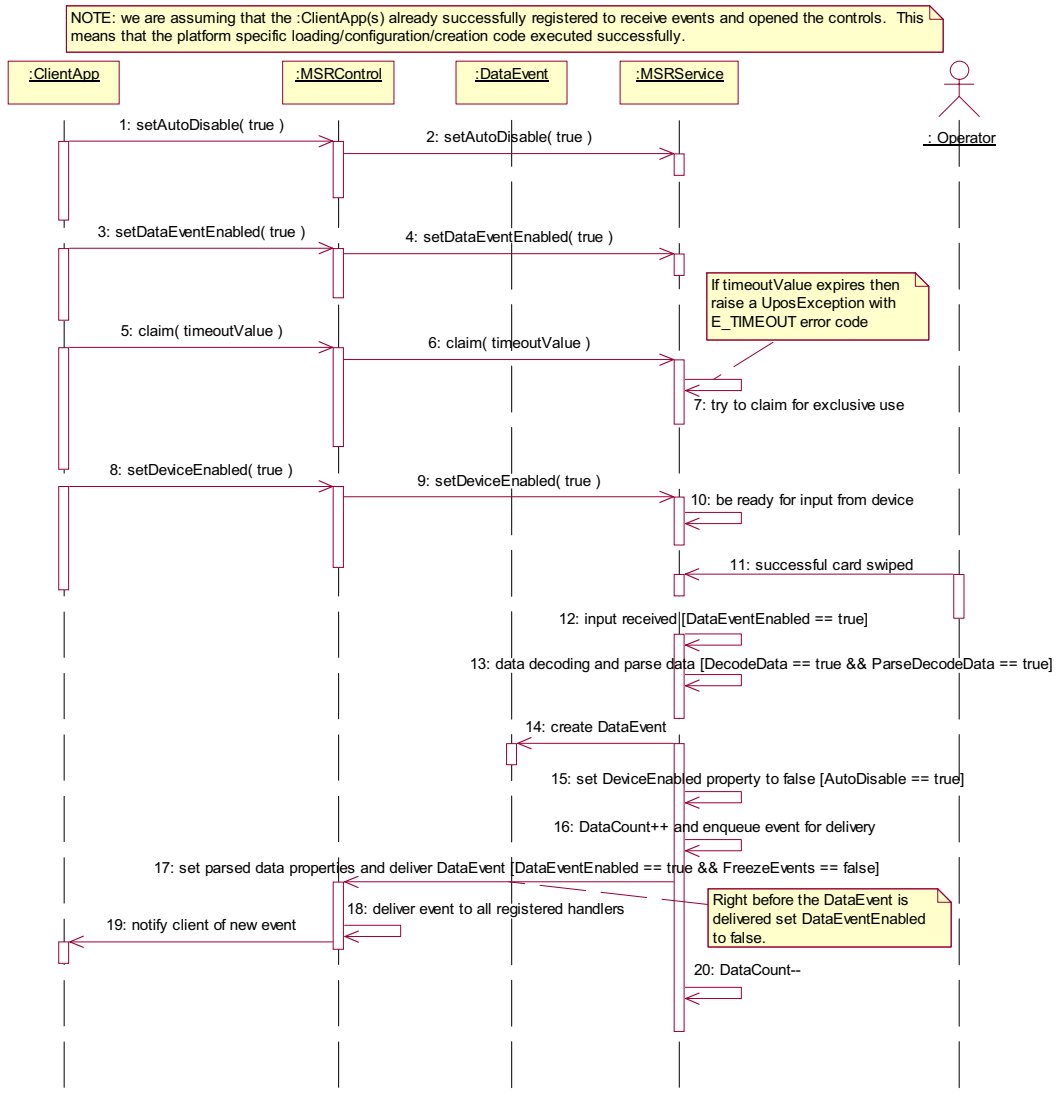 NOTE: we are assuming that the :ClientApp(s) already successfully registered to receive events and opened the controls.  This
means that the platform specific loading/configuration/creation code executed successfully.
:ClientApp
:MSRControl
:DataEvent
:MSRService
: Operator
1: setAutoDisable( true )
2: setAutoDisable( true )
3: setDataEventEnabled( true )
4: setDataEventEnabled( true )
If timeoutValue expires then
raise a UposException with
E_TIMEOUT error code
5: claim( timeoutValue )
6: claim( timeoutValue )
7: try to claim for exclusive use
8: setDeviceEnabled( true )
9: setDeviceEnabled( true )
10: be ready for input from device
11: successful card swiped
12: input received [DataEventEnabled == true]
13: data decoding and parse data [DecodeData == true && ParseDecodeData == true]
14: create DataEvent
15: set DeviceEnabled property to false [AutoDisable == true]
16: DataCount++ and enqueue event for delivery
17: set parsed data properties and deliver DataEvent [DataEventEnabled == true && FreezeEvents == false]
Right before the DataEvent is
delivered set DataEventEnabled
to false.
18: deliver event to all registered handlers
19: notify client of new event
20: DataCount--